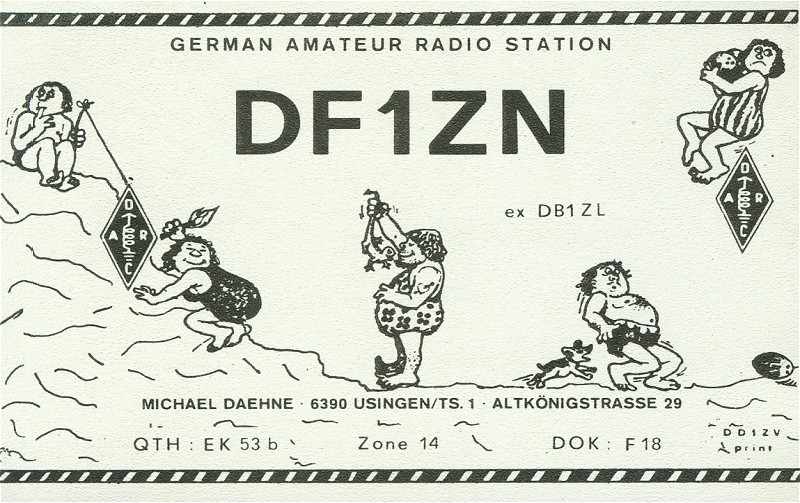 GERMAN AMATEUR RADIO STATION
DF1ZN
ex DB1ZL
D
A R
C
D
A R
C
MICHAEL DAEHNE · 6390 USINGEN/TS. 1 · ALTKÖNIGSTRASSE 29
QTH : EK 53 b Zone 14 DOK : F 18
DD1ZV
print